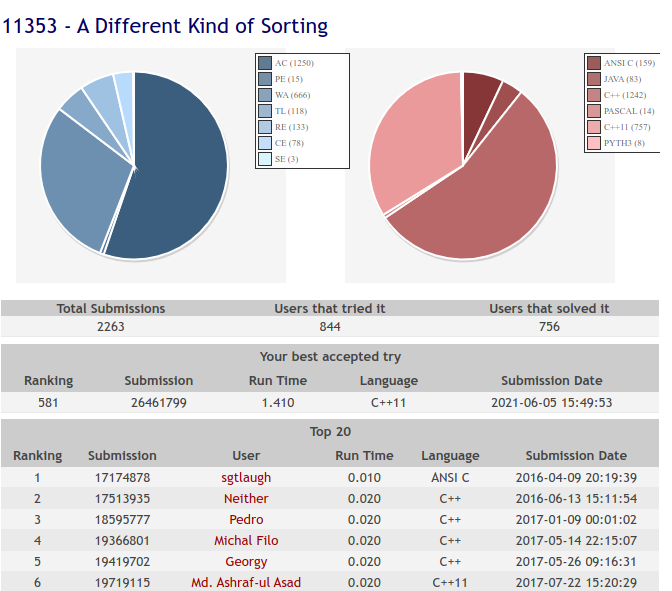 11353 - A Different Kind of Sorting
AC (1250)
PE (15)
WA (666)
TL (118)
RE (133)
CE (78)
SE (3)
ANSI C (159)
JAVA (83)
C++ (1242)
PASCAL (14)
C++11 (757)
PYTH3 (8)
Total Submissions Users that tried it Users that solved it
2263 844 756
Your best accepted try
Ranking Submission Run Time Language Submission Date
581 26461799 1.410 C++11 2021-06-05 15:49:53
Top 20
Ranking Submission User Run Time Language Submission Date
1 17174878 sgtlaugh 0.010 ANSI C 2016-04-09 20:19:39
2 17513935 Neither 0.020 C++ 2016-06-13 15:11:54
3 18595777 Pedro 0.020 C++ 2017-01-09 00:01:02
4 19366801 Michal Filo 0.020 C++ 2017-05-14 22:15:07
5 19419702 Georgy 0.020 C++ 2017-05-26 09:16:31
6 19719115 Md. Ashraf-ul Asad 0.020 C++11 2017-07-22 15:20:29